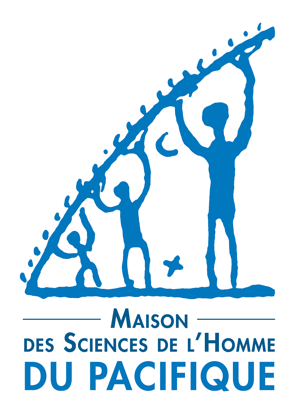 Maison
des Sciences de l'Homme
DU PACIFIQUE